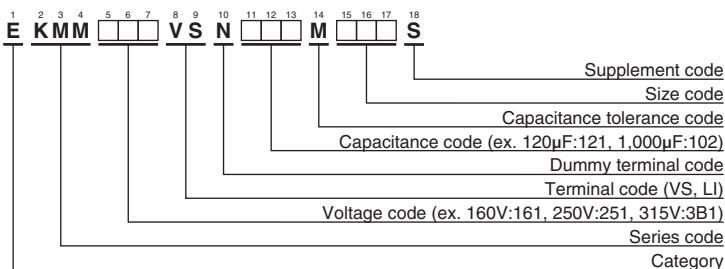 1 2 3 4 5 6 7 8 9 10 11 12 13 14 15 16 17 18
E KMM VS N M S
Supplement code
Size code
Capacitance tolerance code
Capacitance code (ex. 120µF:121, 1,000µF:102)
Dummy terminal code
Terminal code (VS, LI)
Voltage code (ex. 160V:161, 250V:251, 315V:3B1)
Series code
Category